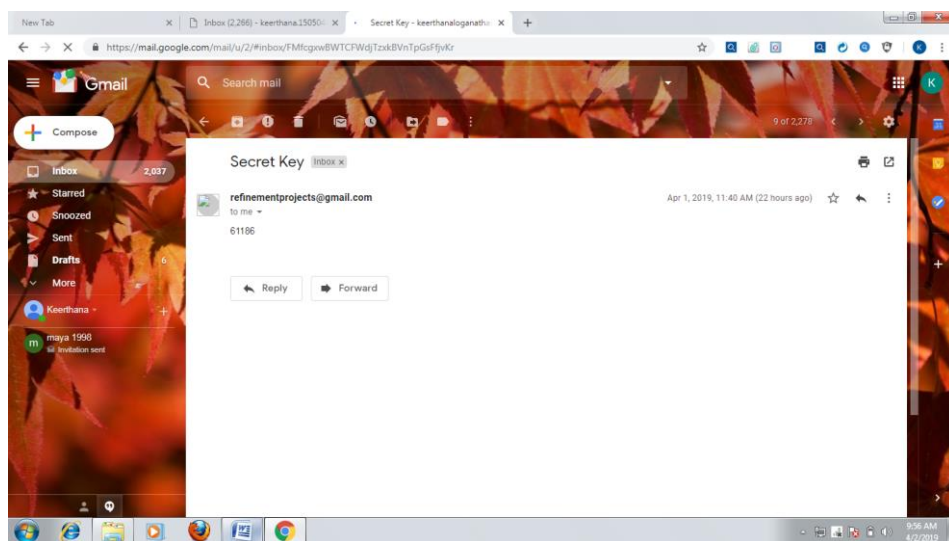 New Tab
Inbox (2,266) - keerthana.15050
Secret Key - keerthanaloganatha
https://mail.google.com/mail/u/2/#inbox/FMfcgxwBWTCFWdjTzxkBVnTpGsFfjvKr
K
Gmail
Search mail
K
Compose
9 of 2,278
Secret Key Inbox x
Inbox 2,037
Starred
Snoozed
Sent
Drafts 6
More
Keerthana
m maya 1998
Invitation sent
refinementprojects@gmail.com
Apr 1, 2019, 11:40 AM (22 hours ago)
to me
61186
Reply
Forward
9:56 AM
4/2/2019